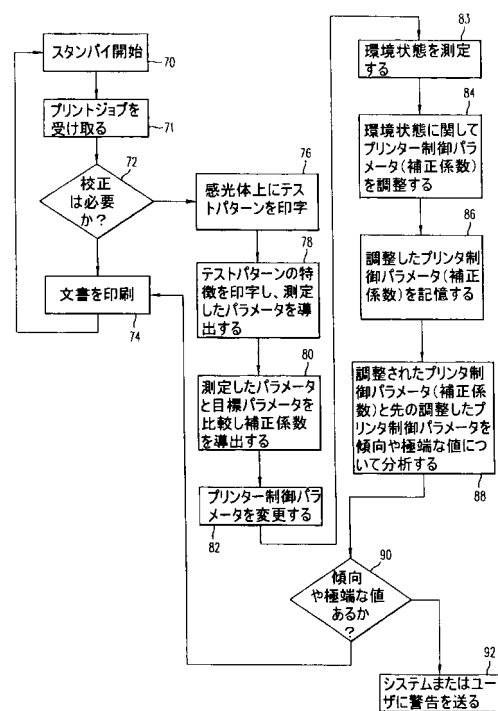 スタンバイ開始
70
プリントジョブを
受け取る
71
72
校正
は必要
か?
文書を印刷
74
76
感光体上にテス
トパターンを印字
78
テストパターンの特
徴を印字し、測定
したパラメータを導
出する
80
測定したパラメータ
と目標パラメータを
比較し補正係数
を導出する
プリンター制御パラ
メータを変更する
82
83
環境状態を測定
する
84
環境状態に関して
プリンター制御パラ
メータ(補正係数)
を調整する
86
調整したプリンタ制
御パラメータ(補正
係数)を記憶する
調整されたプリンタ制
御パラメータ(補正係
数)と先の調整したプ
リンタ制御パラメータを
傾向や極端な値につ
いて分析する
88
90
傾向
や極端な値
あるか
?
92
システムまたはユー
ザに警告を送る